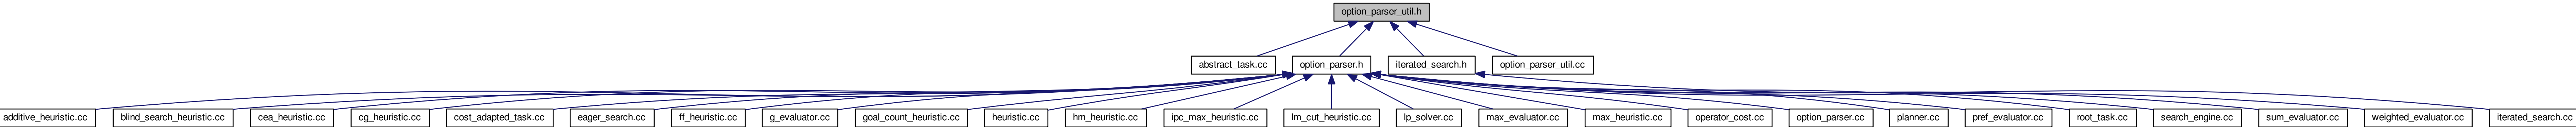 option_parser_util.h
abstract_task.cc option_parser.h iterated_search.h option_parser_util.cc
additive_heuristic.cc blind_search_heuristic.cc cea_heuristic.cc cg_heuristic.cc cost_adapted_task.cc eager_search.cc ff_heuristic.cc g_evaluator.cc goal_count_heuristic.cc heuristic.cc hm_heuristic.cc ipc_max_heuristic.cc lm_cut_heuristic.cc lp_solver.cc max_evaluator.cc max_heuristic.cc operator_cost.cc option_parser.cc planner.cc pref_evaluator.cc root_task.cc search_engine.cc sum_evaluator.cc weighted_evaluator.cc iterated_search.cc